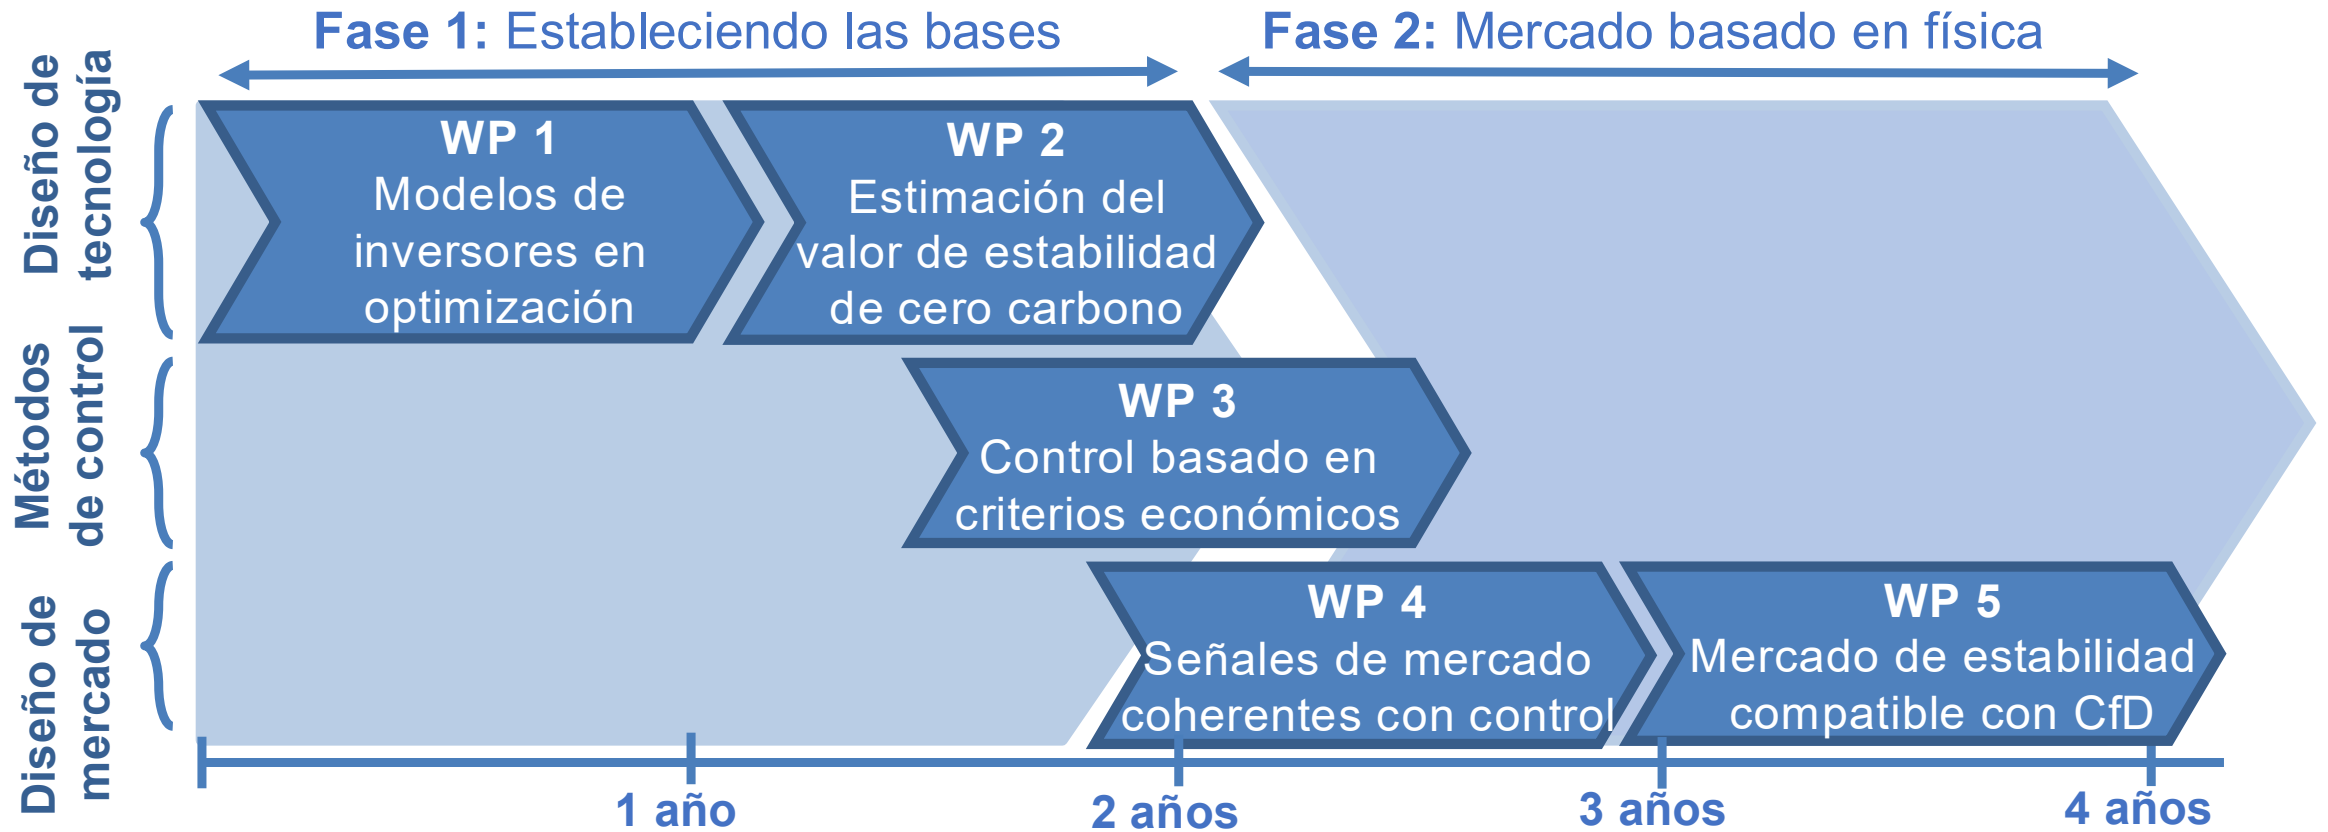 Fase 1: Estableciendo las bases
Fase 2: Mercado basado en física
Diseño de
tecnología
WP 1
Modelos de
inversores en
optimización
WP 2
Estimación del
valor de estabilidad
de cero carbono
Métodos
de control
WP 3
Control basado en
criterios económicos
Diseño de
mercado
WP 4
Señales de mercado
coherentes con control
WP 5
Mercado de estabilidad
compatible con CfD
1 año
2 años
3 años
4 años